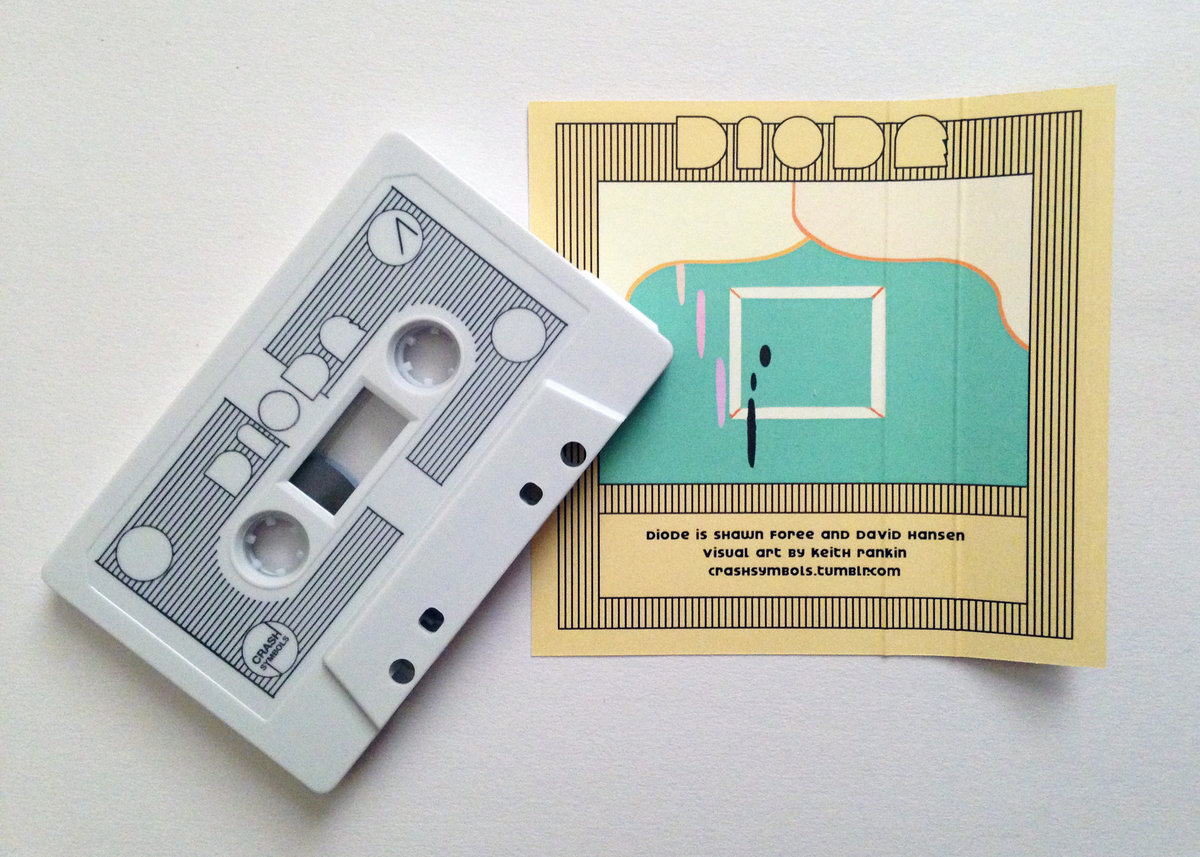 DIODE
Diode is Shawn Foree and David Hansen
Visual Art by Keith Rankin
crashsymbols.tumblr.com
DIODE
CRASH
SYMBOLS